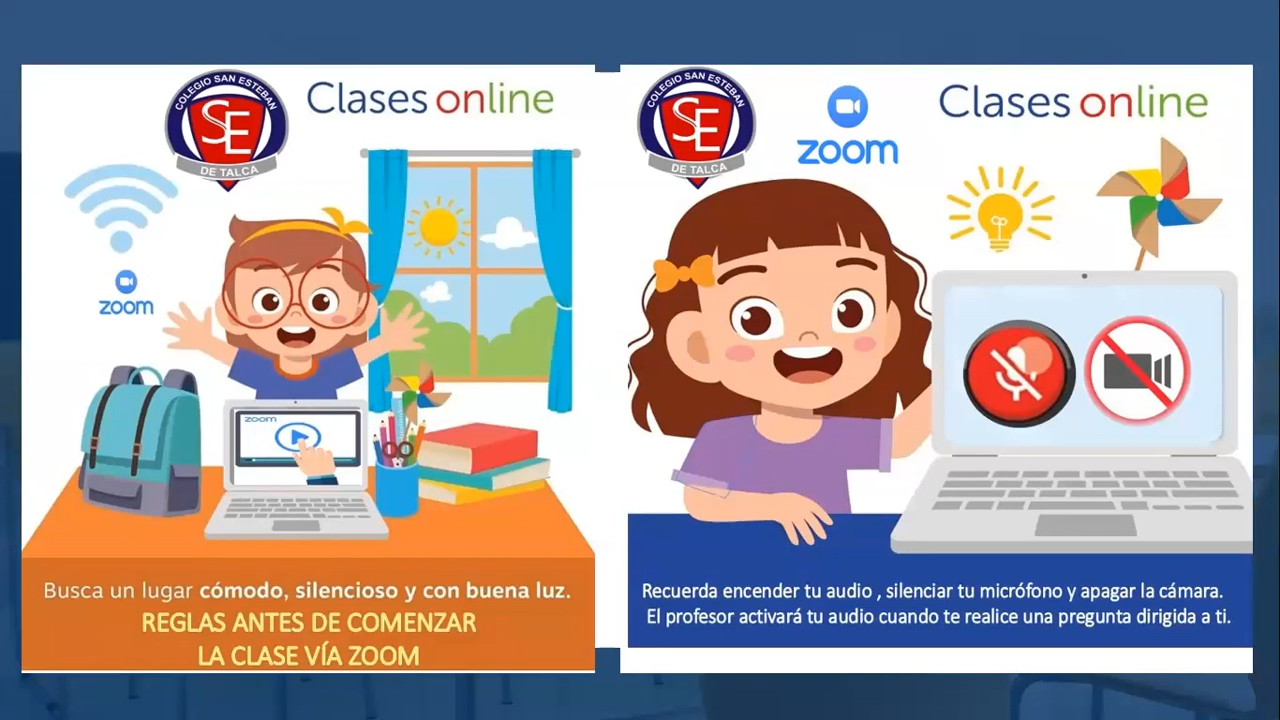 COLEGIO SAN ESTEBAN
SE
DE TALCA
Clases online
zoom
zoom
Busca un lugar cómodo, silencioso y con buena luz.
REGLAS ANTES DE COMENZAR
LA CLASE VÍA ZOOM
COLEGIO SAN ESTEBAN
SE
DE TALCA
zoom
Clases online
Recuerda encender tu audio , silenciar tu micrófono y apagar la cámara.
El profesor activará tu audio cuando te realice una pregunta dirigida a ti.